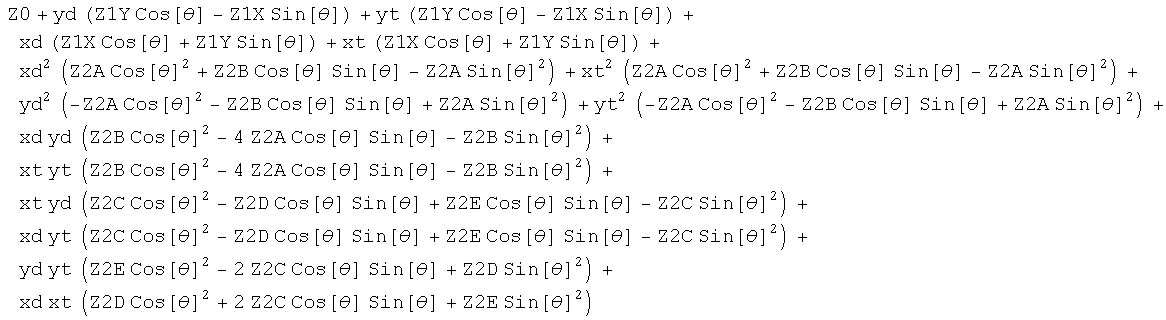 Z0 + yd (Z1Y Cos[θ] − Z1X Sin[θ]) + yt (Z1Y Cos[θ] − Z1X Sin[θ]) +
xd (Z1X Cos[θ] + Z1Y Sin[θ]) + xt (Z1X Cos[θ] + Z1Y Sin[θ]) +
xd² (Z2A Cos[θ]² + Z2B Cos[θ] Sin[θ] − Z2A Sin[θ]²) + xt² (Z2A Cos[θ]² + Z2B Cos[θ] Sin[θ] − Z2A Sin[θ]²) +
yd² (−Z2A Cos[θ]² − Z2B Cos[θ] Sin[θ] + Z2A Sin[θ]²) + yt² (−Z2A Cos[θ]² − Z2B Cos[θ] Sin[θ] + Z2A Sin[θ]²) +
xd yd (Z2B Cos[θ]² − 4 Z2A Cos[θ] Sin[θ] − Z2B Sin[θ]²) +
xt yt (Z2B Cos[θ]² − 4 Z2A Cos[θ] Sin[θ] − Z2B Sin[θ]²) +
xt yd (Z2C Cos[θ]² − Z2D Cos[θ] Sin[θ] + Z2E Cos[θ] Sin[θ] − Z2C Sin[θ]²) +
xd yt (Z2C Cos[θ]² − Z2D Cos[θ] Sin[θ] + Z2E Cos[θ] Sin[θ] − Z2C Sin[θ]²) +
yd yt (Z2E Cos[θ]² − 2 Z2C Cos[θ] Sin[θ] + Z2D Sin[θ]²) +
xd xt (Z2D Cos[θ]² + 2 Z2C Cos[θ] Sin[θ] + Z2E Sin[θ]²)